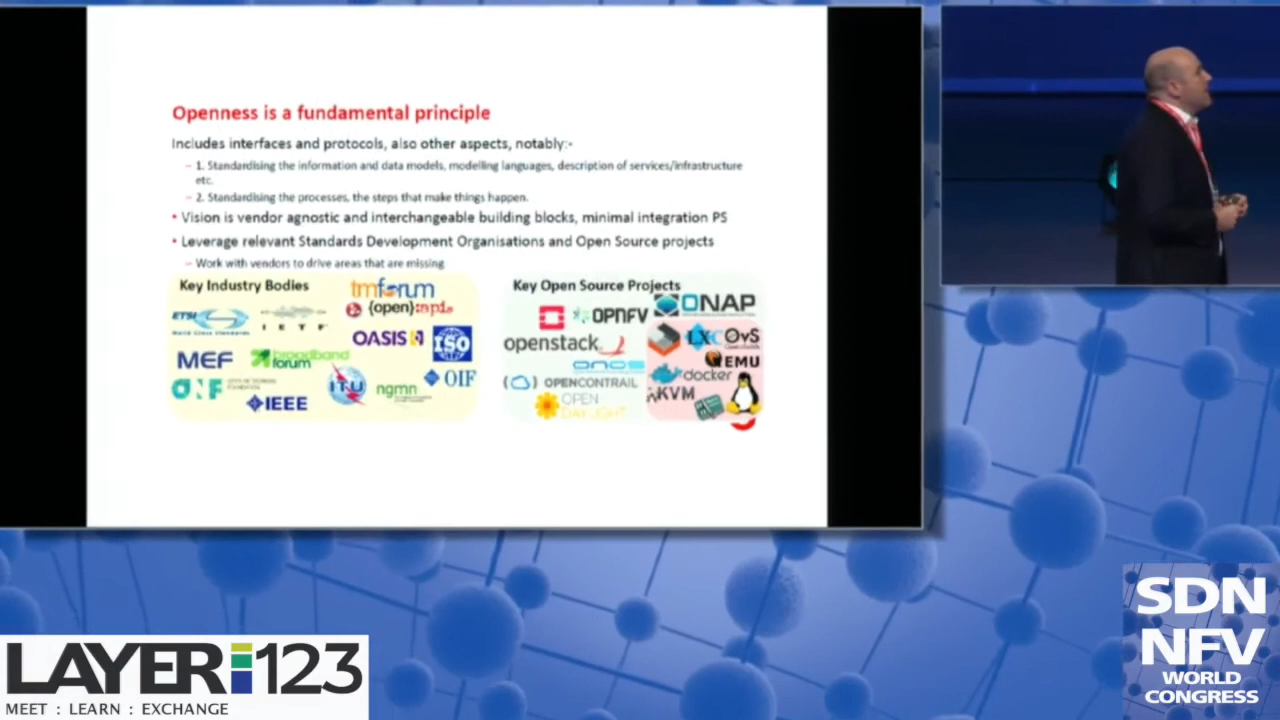 Openness is a fundamental principle
Includes interfaces and protocols, also other aspects, notably:-
– 1. Standardising the information and data models, modelling languages, description of services/infrastructure
etc.
– 2. Standardising the processes, the steps that make things happen.
• Vision is vendor agnostic and interchangeable building blocks, minimal integration PS
• Leverage relevant Standards Development Organisations and Open Source projects
– Work with vendors to drive areas that are missing
Key Industry Bodies
tmforum
{open}:apis
ETSI
World Class Standards
IETF
OASIS
ISO
MEF
broadband
forum
ITU
ngmn
OIF
ONF
IEEE
Key Open Source Projects
ONAP
OPNFV
openstack
LXC
OvS
QEMU
onos
docker
OPENCONTRAIL
KVM
OPEN
DAYLIGHT
LAYER123
MEET : LEARN : EXCHANGE
SDN
NFV
WORLD
CONGRESS